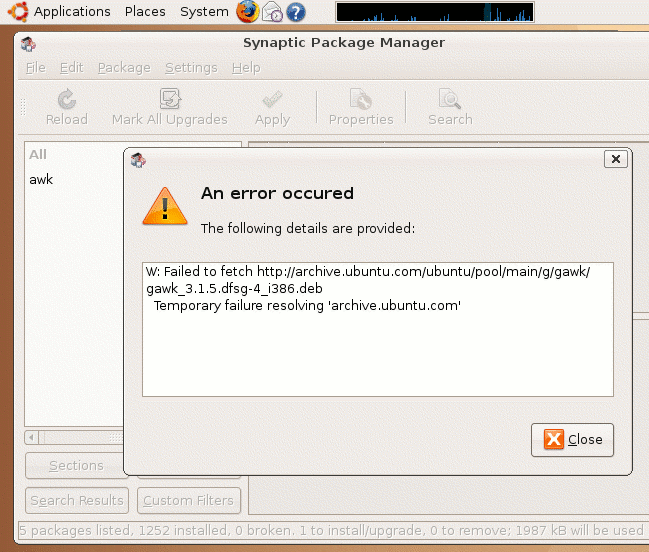 Applications Places System
Synaptic Package Manager
File Edit Package Settings Help
Reload Mark All Upgrades Apply Properties Search
All
awk
An error occured
The following details are provided:
W: Failed to fetch http://archive.ubuntu.com/ubuntu/pool/main/g/gawk/
gawk_3.1.5.dfsg-4_i386.deb
Temporary failure resolving 'archive.ubuntu.com'
Close
Sections
Search Results Custom Filters
5 packages listed, 1252 installed, 0 broken. 1 to install/upgrade, 0 to remove; 1987 kB will be used